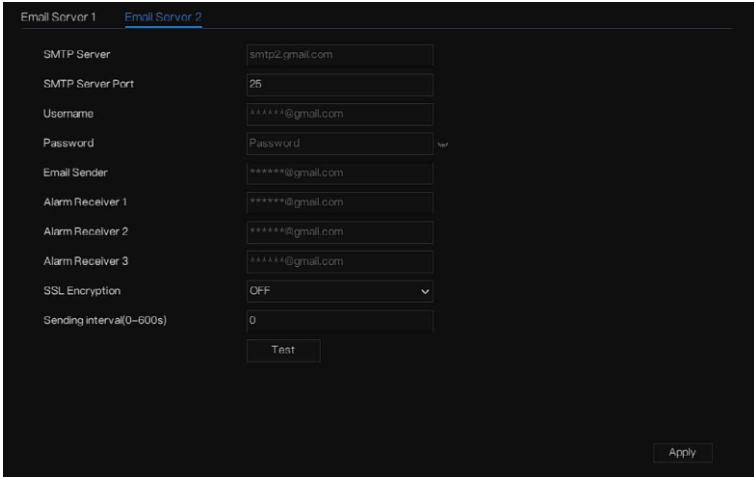 Email Server 1 Email Server 2
SMTP Server smtp2.gmail.com
SMTP Server Port 25
Username ******@gmail.com
Password Password
Email Sender ******@gmail.com
Alarm Receiver 1 ******@gmail.com
Alarm Receiver 2 ******@gmail.com
Alarm Receiver 3 ******@gmail.com
SSL Encryption OFF
Sending interval(0~600s) 0
Test
Apply